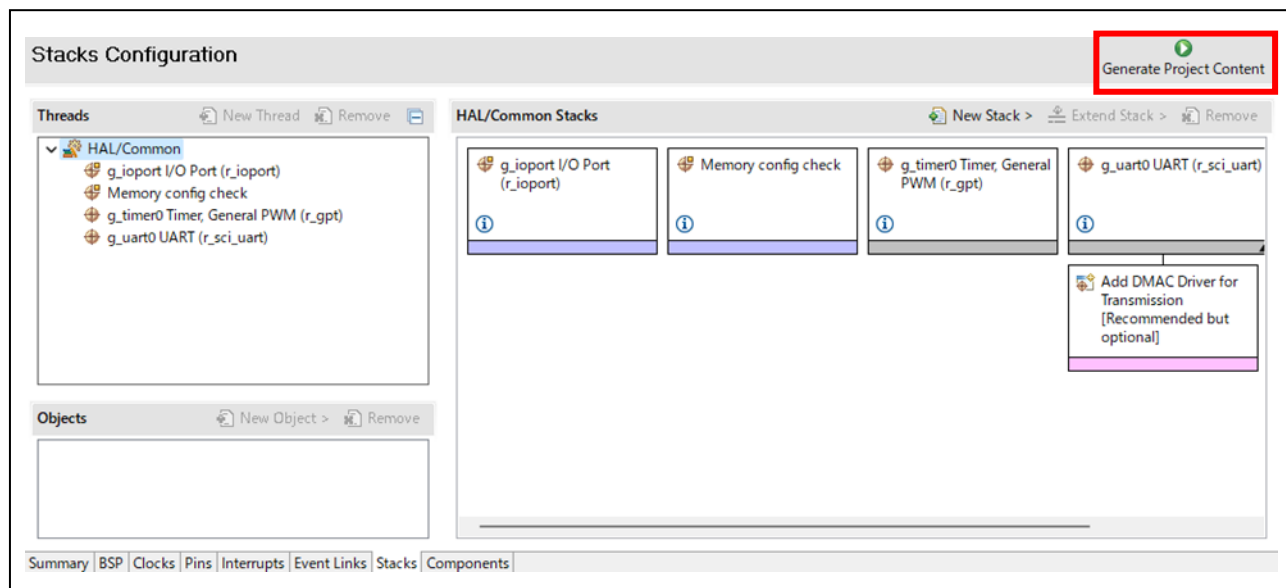 Stacks Configuration
Generate Project Content
Threads
New Thread
Remove
HAL/Common
g_ioport I/O Port (r_ioport)
Memory config check
g_timer0 Timer, General PWM (r_gpt)
g_uart0 UART (r_sci_uart)
Objects
New Object >
Remove
HAL/Common Stacks
New Stack >
Extend Stack >
Remove
g_ioport I/O Port
(r_ioport)
Memory config check
g_timer0 Timer, General
PWM (r_gpt)
g_uart0 UART (r_sci_uart)
Add DMAC Driver for
Transmission
[Recommended but
optional]
Summary
BSP
Clocks
Pins
Interrupts
Event Links
Stacks
Components